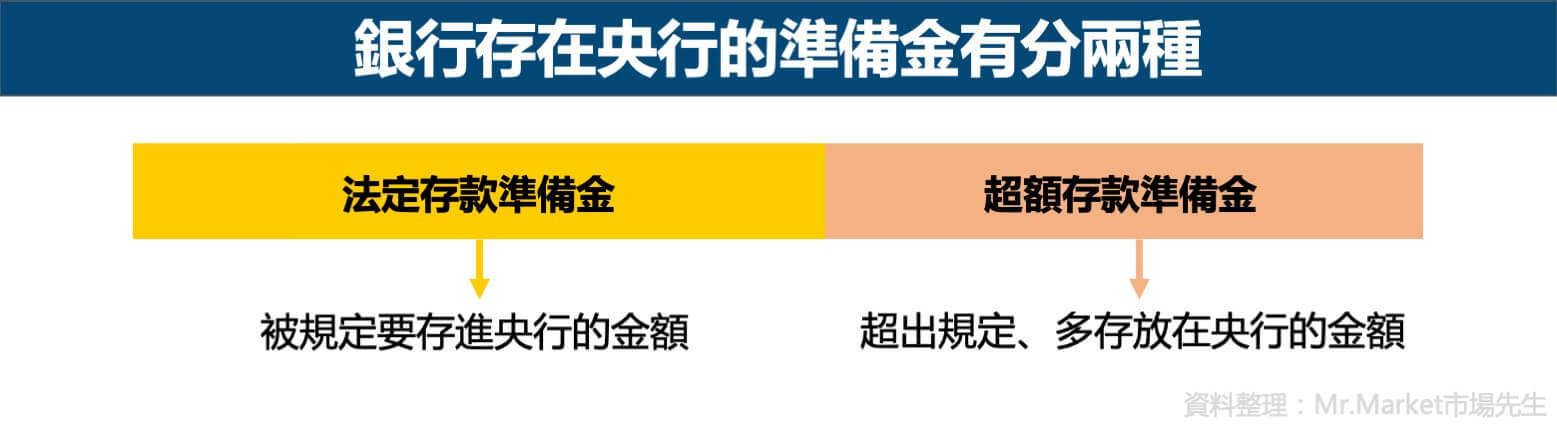 銀行存在央行的準備金有分兩種
法定存款準備金
超額存款準備金
被規定要存進央行的金額
超出規定、多存放在央行的金額
資料整理：Mr.Market市場先生